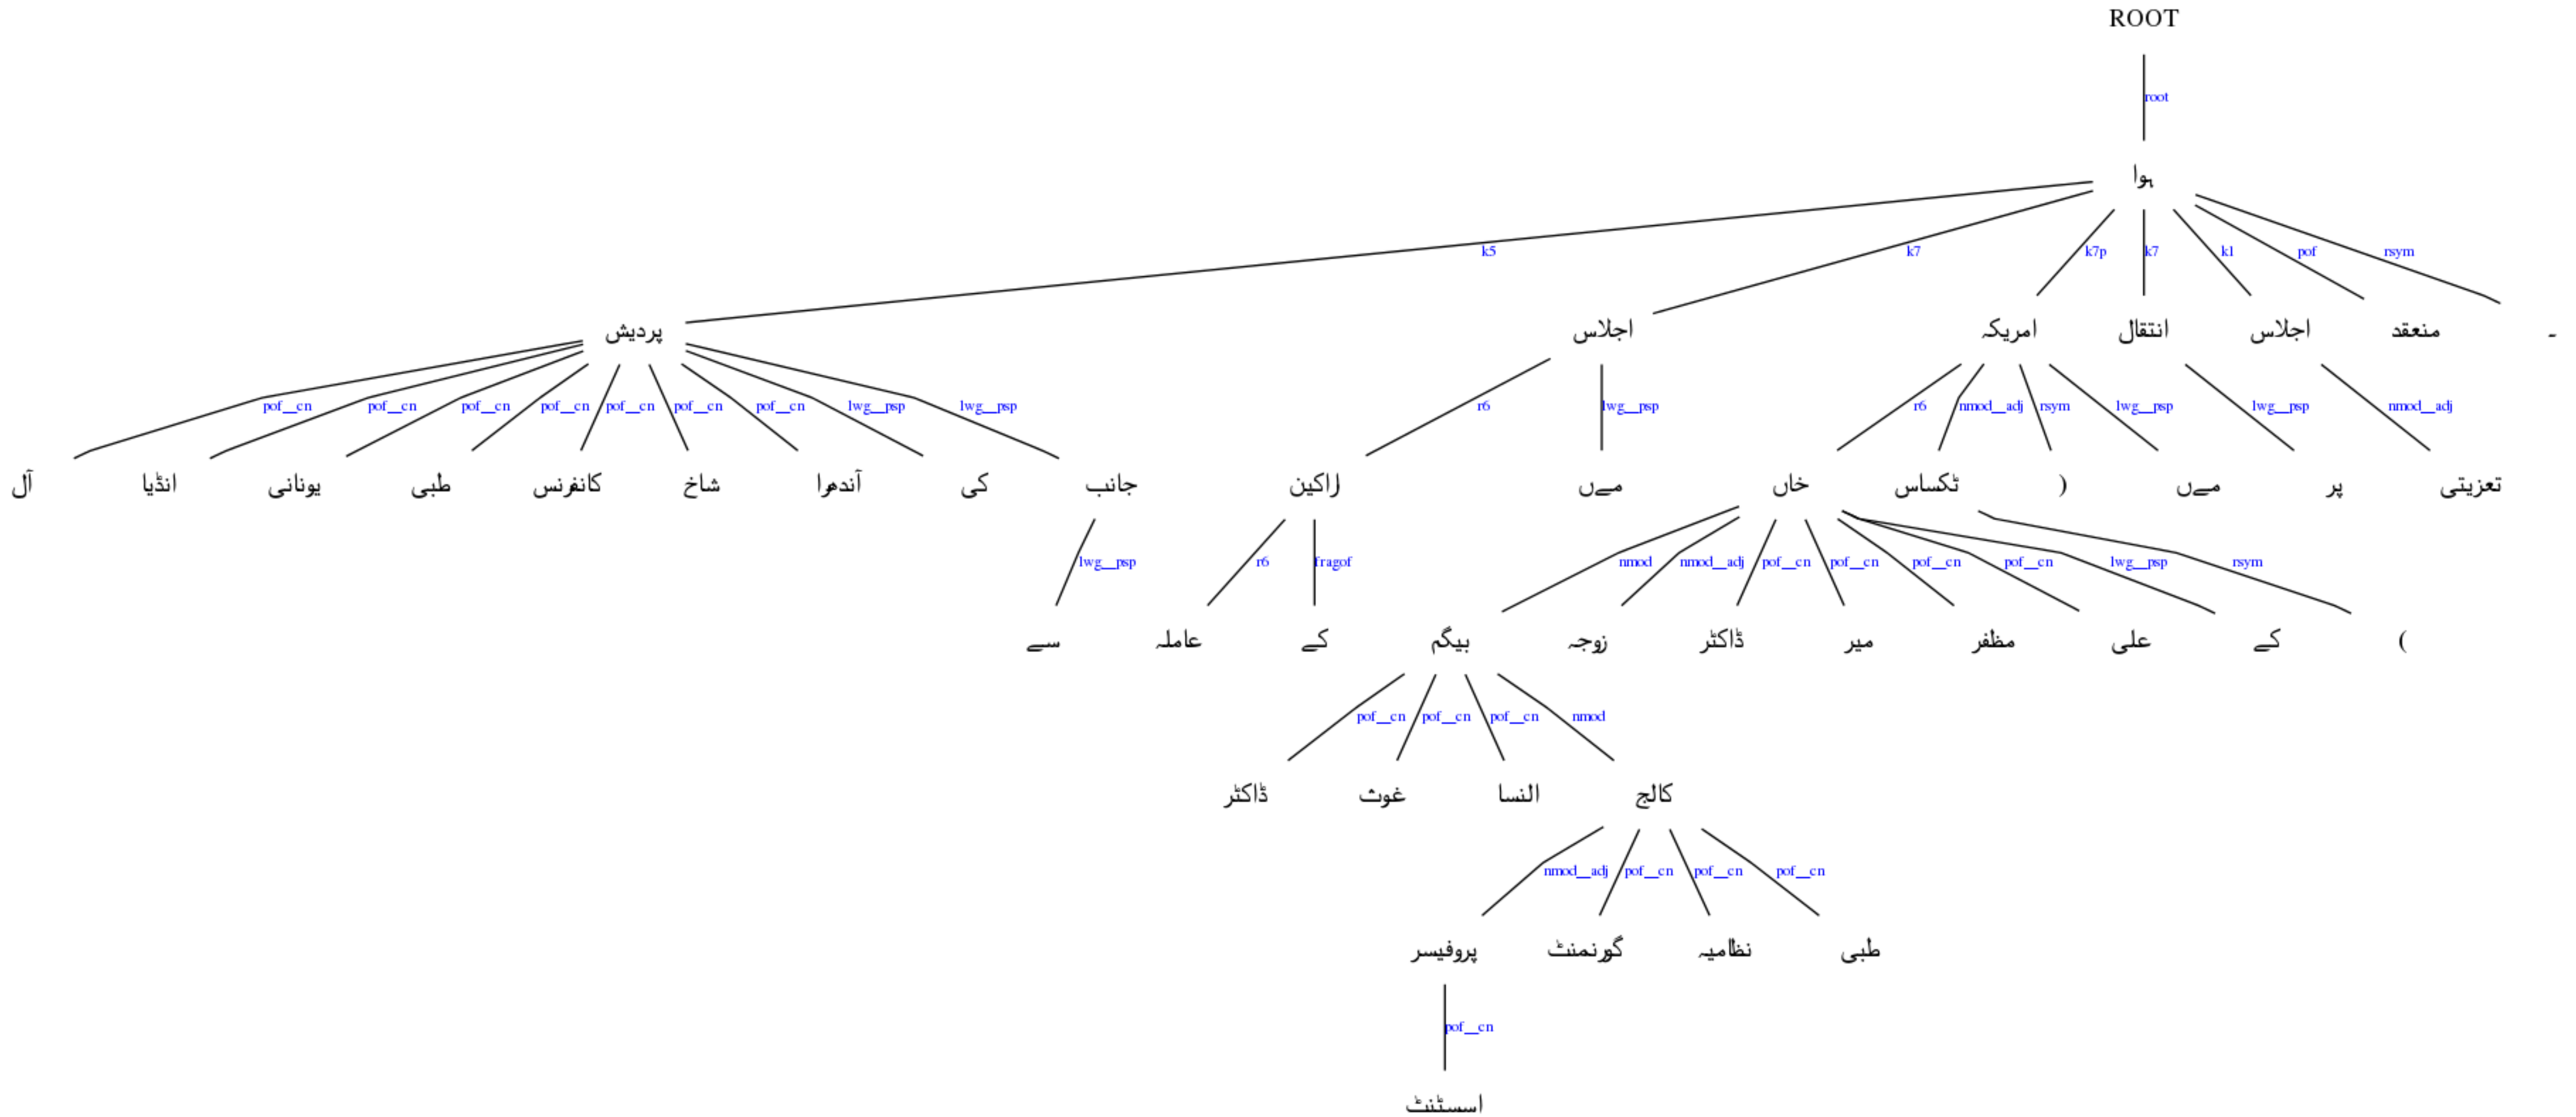 ROOT
root
ہوا
k5 k7 k7p k7 k1 pof rsym
پردیش اجلاس امریکہ انتقال اجلاس منعقد ۔
pof__cn pof__cn pof__cn pof__cn pof__cn pof__cn pof__cn lwg__psp lwg__psp r6 lwg__psp r6 nmod__adj rsym lwg__psp lwg__psp nmod__adj
آل انڈیا یونانی طبی کانفرنس شاخ آندھرا کی جانب اراکین مےں خاں ٹکساس ) مےں پر تعزیتی
lwg__psp r6 fragof nmod nmod__adj pof__cn pof__cn pof__cn pof__cn lwg__psp rsym
سے عاملہ کے بیگم زوجہ ڈاکٹر میر مظفر علی کے (
pof__cn pof__cn pof__cn nmod
ڈاکٹر غوث النسا کالج
nmod__adj pof__cn pof__cn pof__cn
پروفیسر گورنمنٹ نظامیہ طبی
pof__cn
اسسٹنٹ